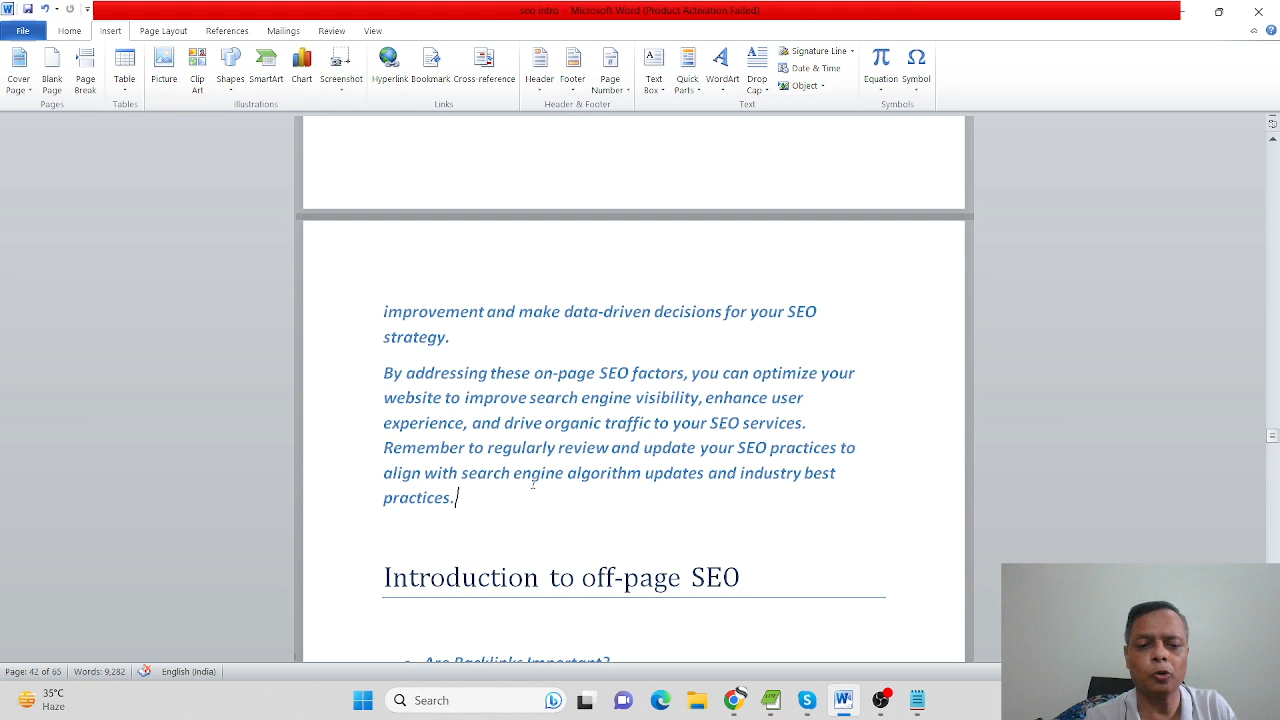 seo intro - Microsoft Word (Product Activation Failed)
File Home Insert Page Layout References Mailings Review View
Cover Page Blank Page Page Break Table Picture Clip Art Shapes SmartArt Chart Screenshot Hyperlink Bookmark Cross-reference Header Footer Page Number Text Box Quick Parts WordArt Drop Cap Signature Line Date & Time Object Equation Symbol
Pages Tables Illustrations Links Header & Footer Text Symbols
improvement and make data-driven decisions for your SEO
strategy.
By addressing these on-page SEO factors, you can optimize your
website to improve search engine visibility, enhance user
experience, and drive organic traffic to your SEO services.
Remember to regularly review and update your SEO practices to
align with search engine algorithm updates and industry best
practices.
Introduction to off-page SEO
• Are Backlinks Important?
Page: 42 of 65 Words: 9,282 English (India)
35°C
Haze
Search